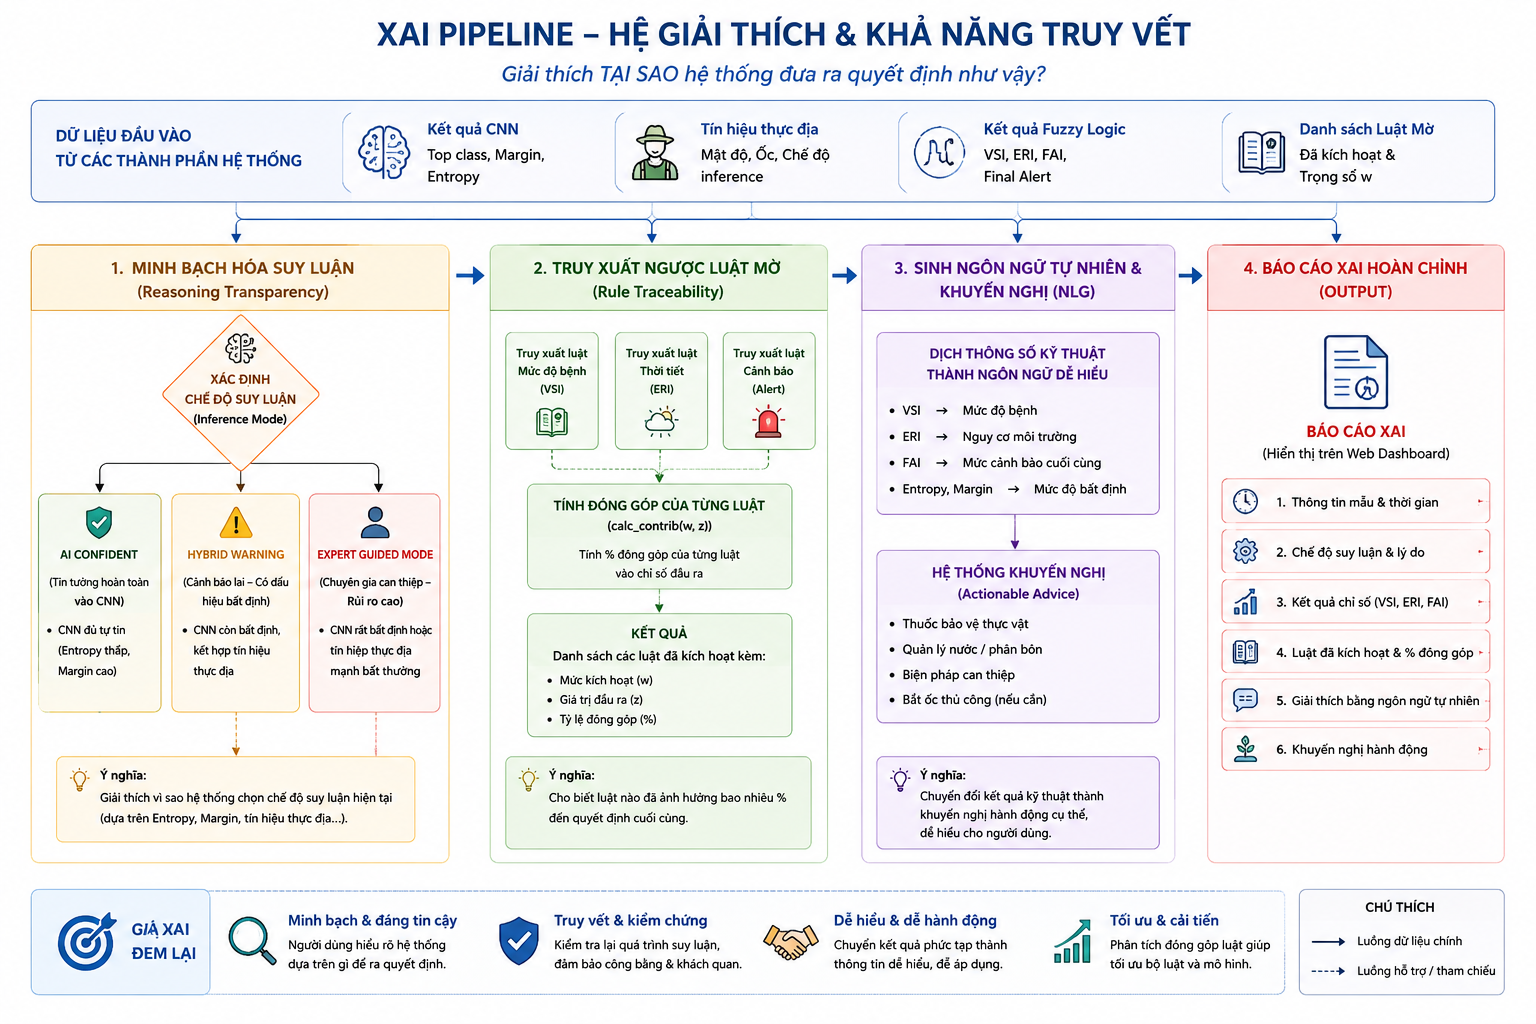 XAI PIPELINE – HỆ GIẢI THÍCH & KHẢ NĂNG TRUY VẾT
Giải thích TẠI SAO hệ thống đưa ra quyết định như vậy?
DỮ LIỆU ĐẦU VÀO
TỪ CÁC THÀNH PHẦN HỆ THỐNG
Kết quả CNN
Top class, Margin,
Entropy
Tín hiệu thực địa
Mật độ, Ốc, Chế độ
inference
Kết quả Fuzzy Logic
VSI, ERI, FAI,
Final Alert
Danh sách Luật Mờ
Đã kích hoạt &
Trọng số w
1. MINH BẠCH HÓA SUY LUẬN
(Reasoning Transparency)
XÁC ĐỊNH
CHẾ ĐỘ SUY LUẬN
(Inference Mode)
AI CONFIDENT
(Tin tưởng hoàn toàn
vào CNN)
• CNN đủ tự tin
(Entropy thấp,
Margin cao)
HYBRID WARNING
(Cảnh báo lai – Có dấu
hiệu bất định)
• CNN còn bất định,
kết hợp tín hiệu
thực địa
EXPERT GUIDED MODE
(Chuyên gia can thiệp –
Rủi ro cao)
• CNN rất bất định hoặc
tín hiệp thực địa
mạnh bất thường
Ý nghĩa:
Giải thích vì sao hệ thống chọn chế độ suy luận hiện tại
(dựa trên Entropy, Margin, tín hiệu thực địa...).
2. TRUY XUẤT NGƯỢC LUẬT MỜ
(Rule Traceability)
Truy xuất luật
Mức độ bệnh
(VSI)
Truy xuất luật
Thời tiết
(ERI)
Truy xuất luật
Cảnh báo
(Alert)
TÍNH ĐÓNG GÓP CỦA TỪNG LUẬT
(calc_contrib(w, z))
Tính % đóng góp của từng luật
vào chỉ số đầu ra
KẾT QUẢ
Danh sách các luật đã kích hoạt kèm:
• Mức kích hoạt (w)
• Giá trị đầu ra (z)
• Tỷ lệ đóng góp (%)
Ý nghĩa:
Cho biết luật nào đã ảnh hưởng bao nhiêu %
đến quyết định cuối cùng.
3. SINH NGÔN NGỮ TỰ NHIÊN &
KHUYẾN NGHỊ (NLG)
DỊCH THÔNG SỐ KỸ THUẬT
THÀNH NGÔN NGỮ DỄ HIỂU
• VSI → Mức độ bệnh
• ERI → Nguy cơ môi trường
• FAI → Mức cảnh bào cuối cùng
• Entropy, Margin → Mức độ bất định
HỆ THỐNG KHUYẾN NGHỊ
(Actionable Advice)
• Thuốc bảo vệ thực vật
• Quản lý nước / phân bón
• Biện pháp can thiệp
• Bắt ốc thủ công (nếu cần)
Ý nghĩa:
Chuyển đổi kết quả kỹ thuật thành
khuyến nghị hành động cụ thể,
dễ hiểu cho người dùng.
4. BÁO CÁO XAI HOÀN CHỈNH
(OUTPUT)
BÁO CÁO XAI
(Hiển thị trên Web Dashboard)
1. Thông tin mẫu & thời gian
2. Chế độ suy luận & lý do
3. Kết quả chỉ số (VSI, ERI, FAI)
4. Luật đã kích hoạt & % đóng góp
5. Giải thích bằng ngôn ngữ tự nhiên
6. Khuyến nghị hành động
GIÁ XAI
ĐEM LẠI
Minh bạch & đáng tin cậy
Người dùng hiểu rõ hệ thống
dựa trên gì để ra quyết định.
Truy vết & kiểm chứng
Kiểm tra lại quá trình suy luận,
đảm bảo công bằng & khách quan.
Dễ hiểu & dễ hành động
Chuyển kết quả phức tạp thành
thông tin dễ hiểu, để áp dụng.
Tối ưu & cải tiến
Phân tích đóng góp luật giúp
tối ưu bộ luật và mô hình.
CHÚ THÍCH
Luồng dữ liệu chính
Luồng hỗ trợ / tham chiếu